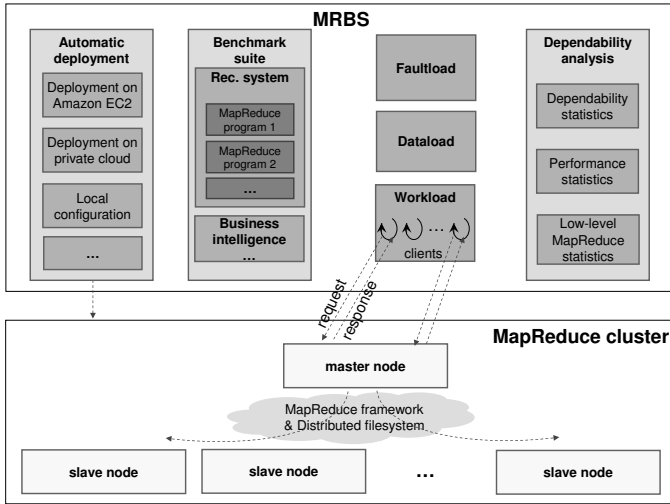 MRBS
Automatic
deployment
Deployment on
Amazon EC2
Deployment on
private cloud
Local
configuration
...
Benchmark
suite
Rec. system
MapReduce
program 1
MapReduce
program 2
...
Business
intelligence
...
Faultload
Dataload
Workload
...
clients
Dependability
analysis
Dependability
statistics
Performance
statistics
Low-level
MapReduce
statistics
request
response
MapReduce cluster
master node
MapReduce framework
& Distributed filesystem
slave node
slave node
...
slave node